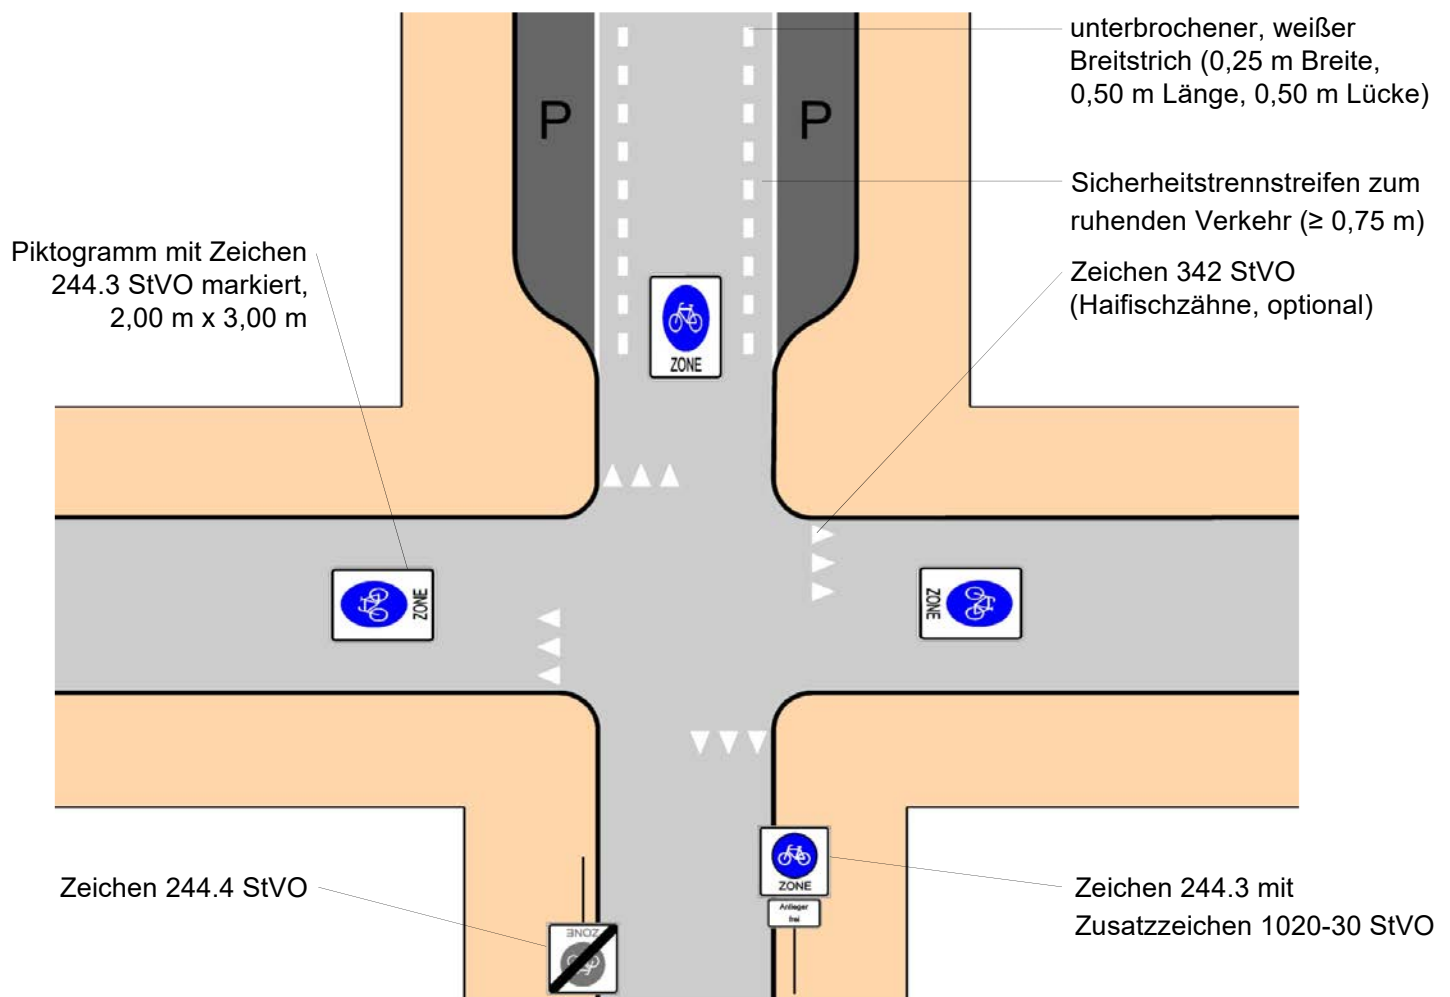 unterbrochener, weißer
Breitstrich (0,25 m Breite,
0,50 m Länge, 0,50 m Lücke)
P
P
Sicherheitstrennstreifen zum
ruhenden Verkehr (≥ 0,75 m)
Piktogramm mit Zeichen
244.3 StVO markiert,
2,00 m x 3,00 m
Zeichen 342 StVO
(Haifischzähne, optional)
ZONE
ZONE
ZONE
Zeichen 244.4 StVO
ZONE
ZONE
Anlieger
frei
Zeichen 244.3 mit
Zusatzzeichen 1020-30 StVO